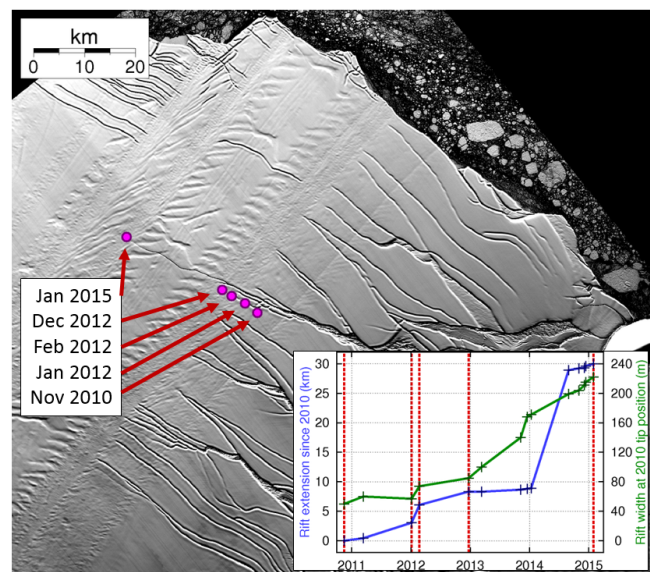 km
0 10 20
Jan 2015
Dec 2012
Feb 2012
Jan 2012
Nov 2010
Rift extension since 2010 (km)
30
25
20
15
10
5
0
240
200
160
120
80
40
0
Rift width at 2010 tip position (m)
2011 2012 2013 2014 2015